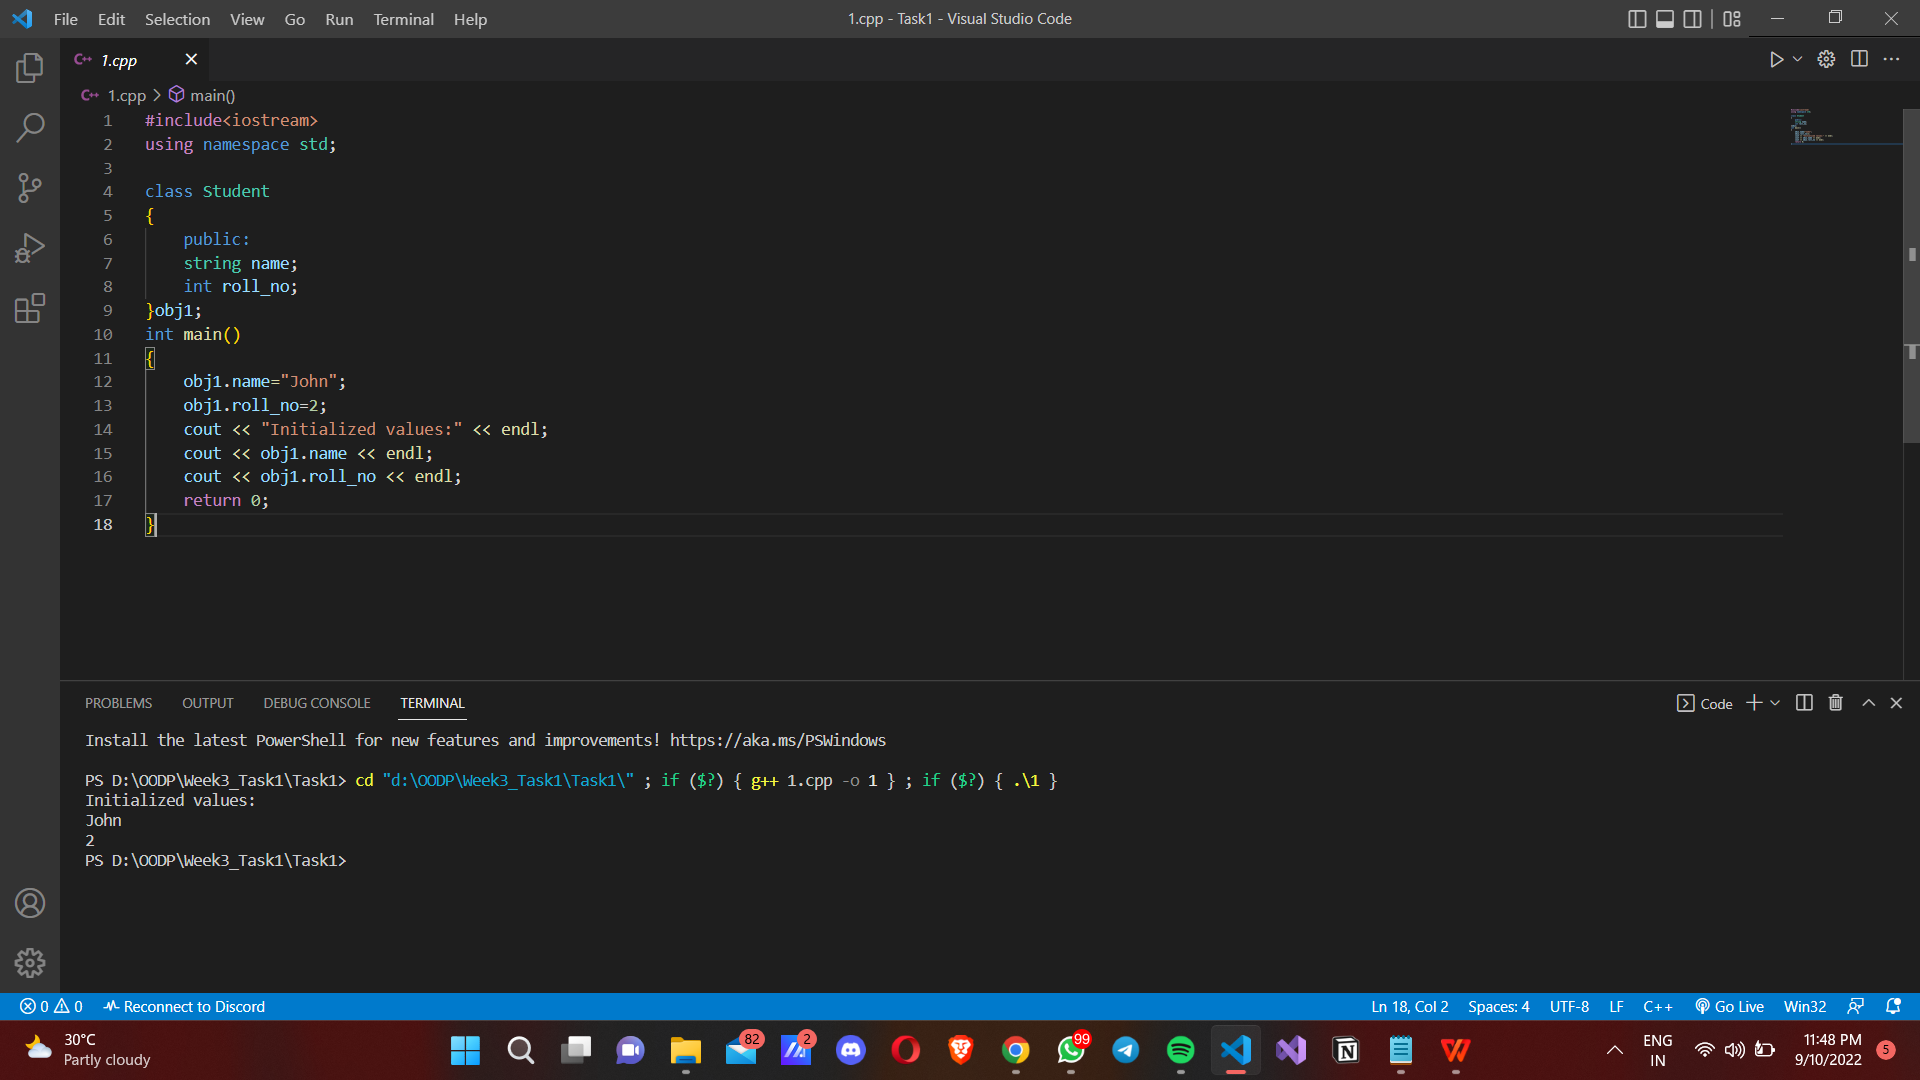 File Edit Selection View Go Run Terminal Help
1.cpp - Task1 - Visual Studio Code
C++ 1.cpp
C++ 1.cpp > main()
1 #include<iostream>
2 using namespace std;
3
4 class Student
5 {
6 public:
7 string name;
8 int roll_no;
9 }obj1;
10 int main()
11 {
12 obj1.name="John";
13 obj1.roll_no=2;
14 cout << "Initialized values:" << endl;
15 cout << obj1.name << endl;
16 cout << obj1.roll_no << endl;
17 return 0;
18 }
PROBLEMS OUTPUT DEBUG CONSOLE TERMINAL
Code
Install the latest PowerShell for new features and improvements! https://aka.ms/PSWindows
PS D:\OODP\Week3_Task1\Task1> cd "d:\OODP\Week3_Task1\Task1\" ; if ($?) { g++ 1.cpp -o 1 } ; if ($?) { .\1 }
Initialized values:
John
2
PS D:\OODP\Week3_Task1\Task1>
0 0 Reconnect to Discord
Ln 18, Col 2 Spaces: 4 UTF-8 LF C++ Go Live Win32
30°C
Partly cloudy
82 2 99
ENG
IN
11:48 PM
9/10/2022
5